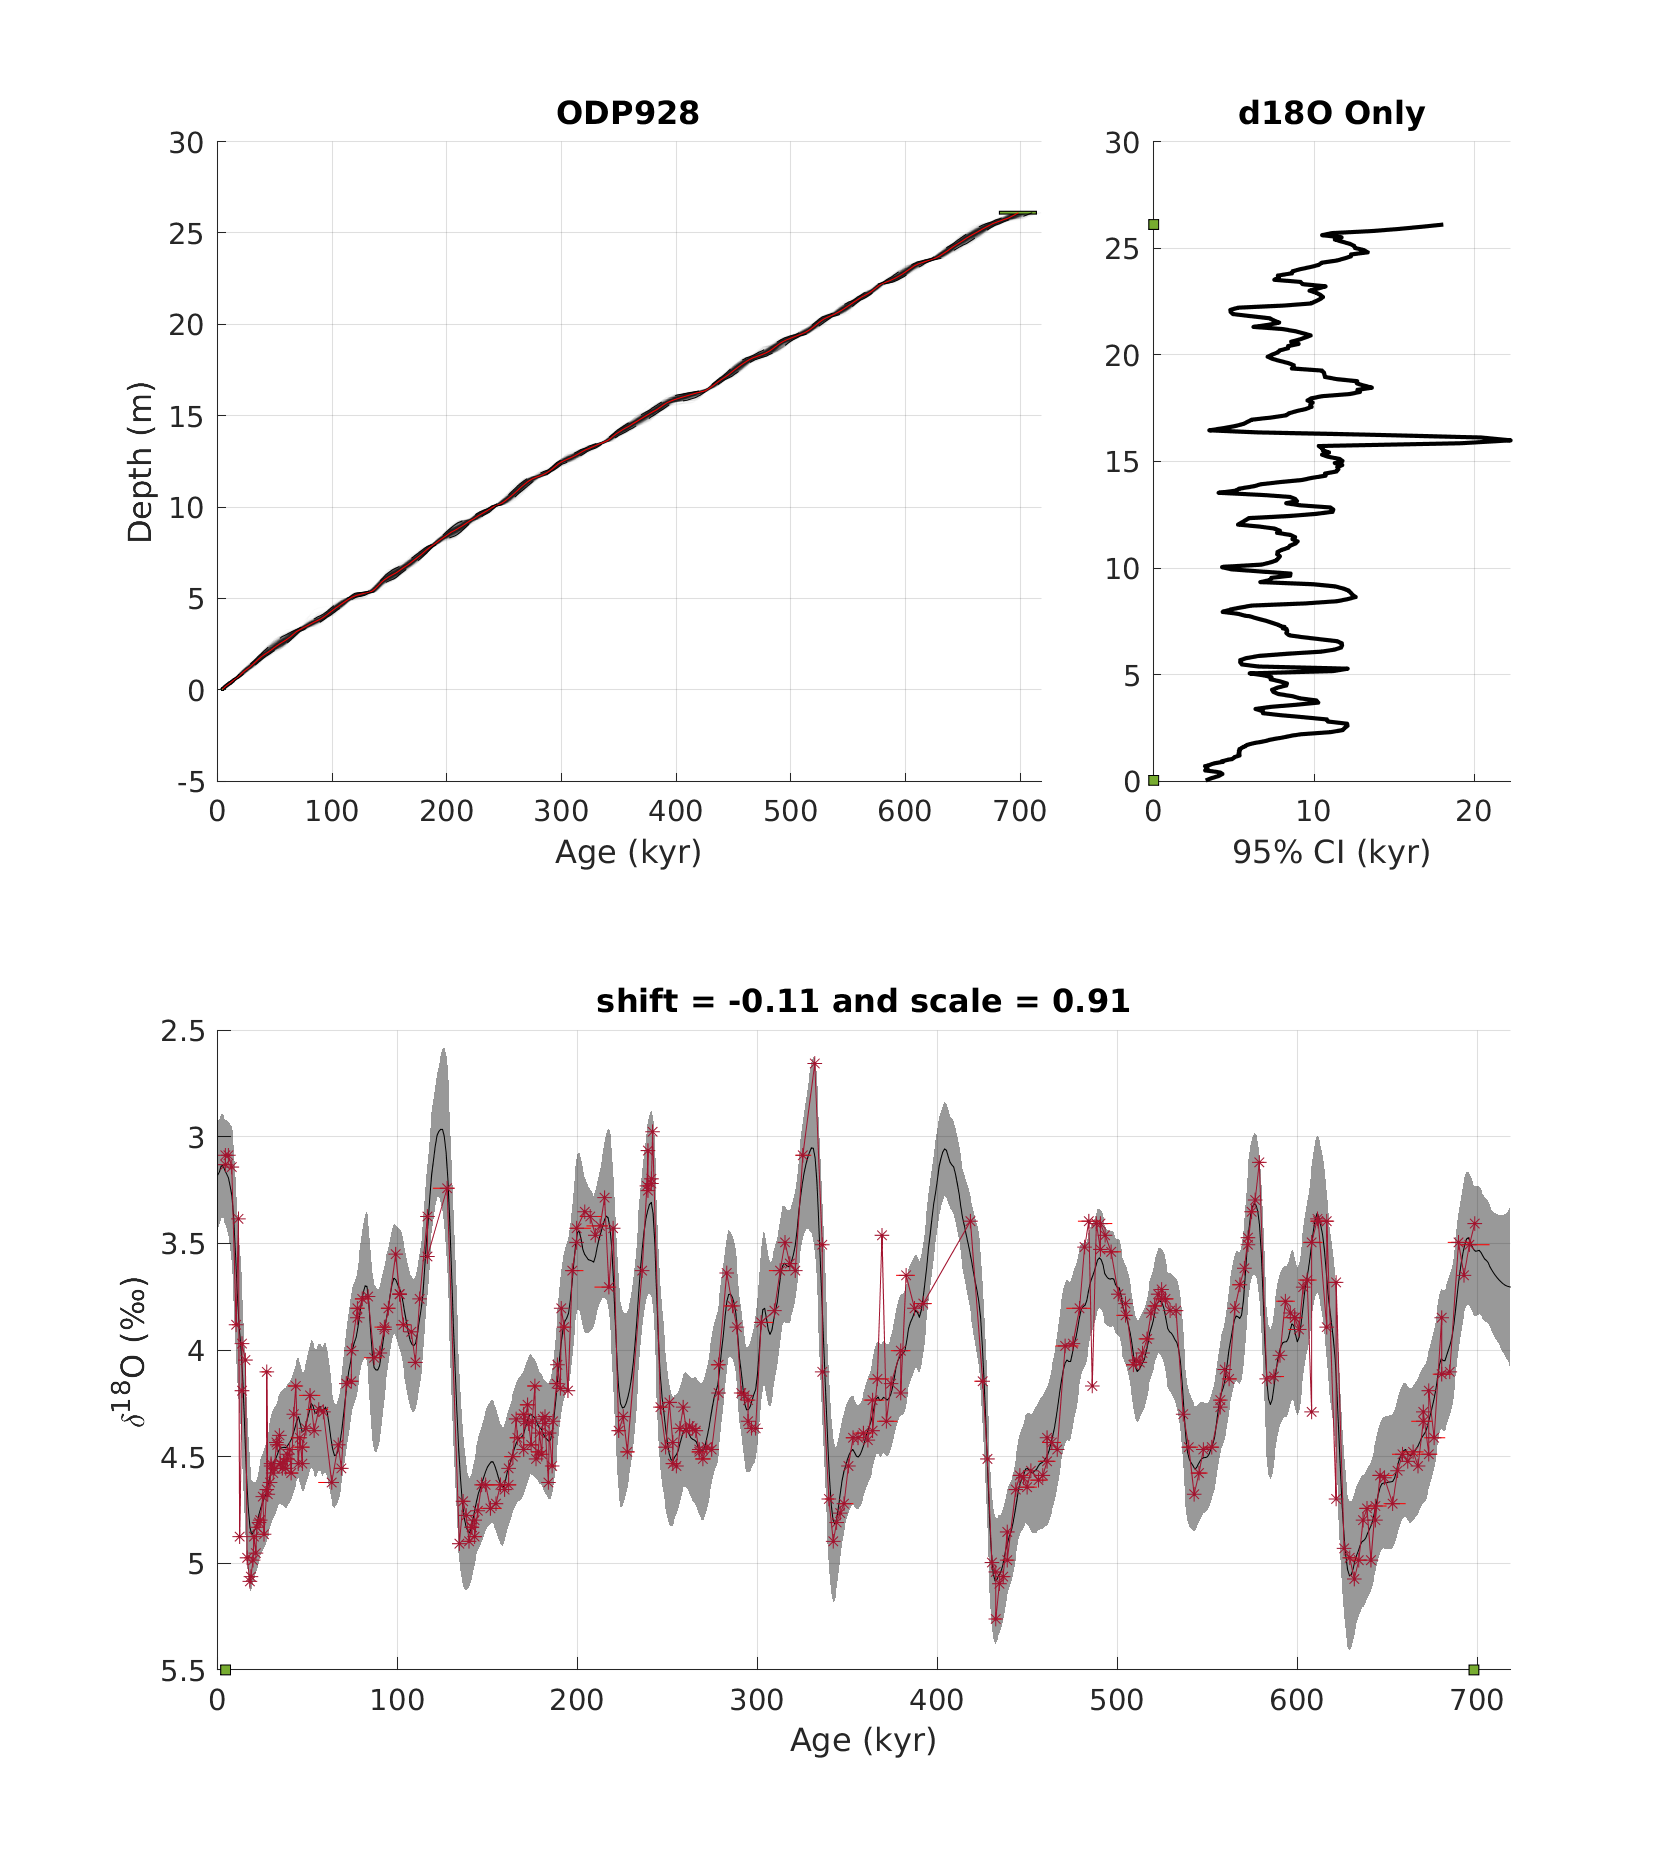 ODP928
d18O Only
30
25
20
15
10
5
0
-5
Depth (m)
0 100 200 300 400 500 600 700
Age (kyr)
30
25
20
15
10
5
0
0 10 20
95% CI (kyr)
shift = -0.11 and scale = 0.91
2.5
3
3.5
4
4.5
5
5.5
δ18O (‰)
0 100 200 300 400 500 600 700
Age (kyr)